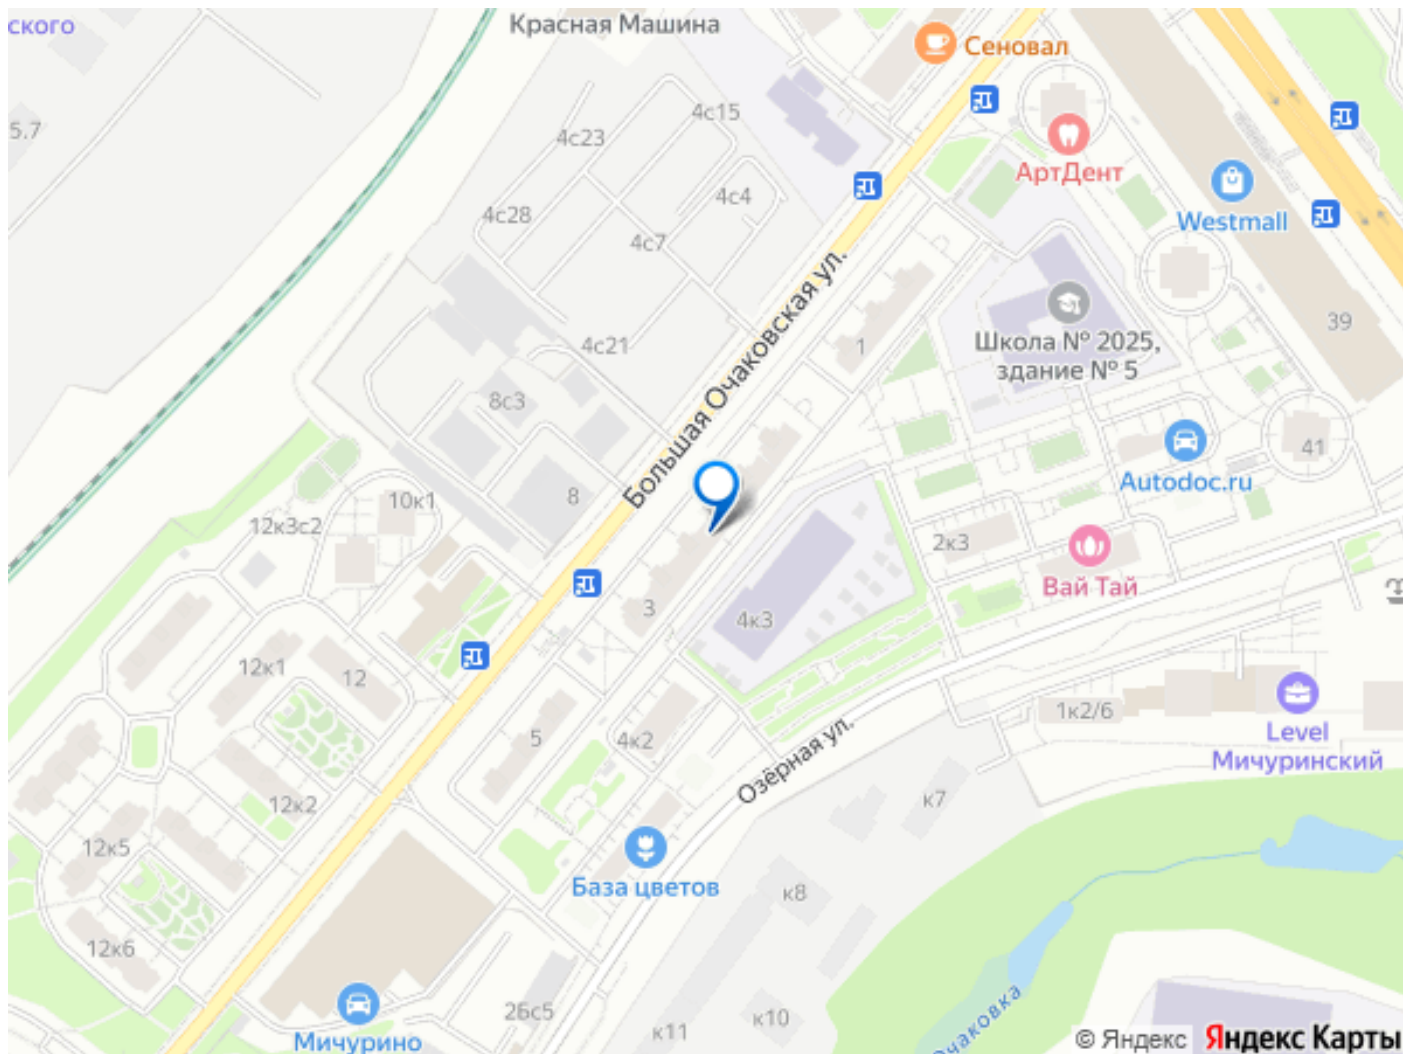 ского
Красная Машина
Сеновал
5.7
4с15
4с23
АртДент
4с4
4с28
Westmall
4с7
Большая Очаковская ул.
39
4с21
1
Школа № 2025,
здание № 5
8с3
41
Autodoc.ru
8
10к1
12к3с2
2к3
Вай Тай
3
4к3
12к1
12
1к2/6
Level
Мичуринский
5
4к2
Озёрная ул.
12к2
к7
12к5
База цветов
к8
12к6
26с5
к11
к10
Очаковка
Мичурино
© Яндекс Яндекс Карты